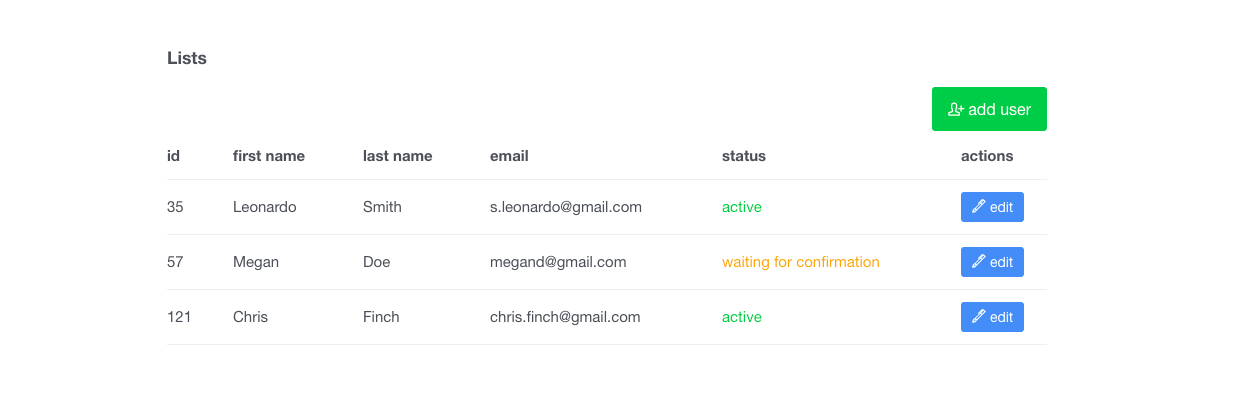 Lists
add user
id first name last name email status actions
35 Leonardo Smith s.leonardo@gmail.com active edit
57 Megan Doe megand@gmail.com waiting for confirmation edit
121 Chris Finch chris.finch@gmail.com active edit